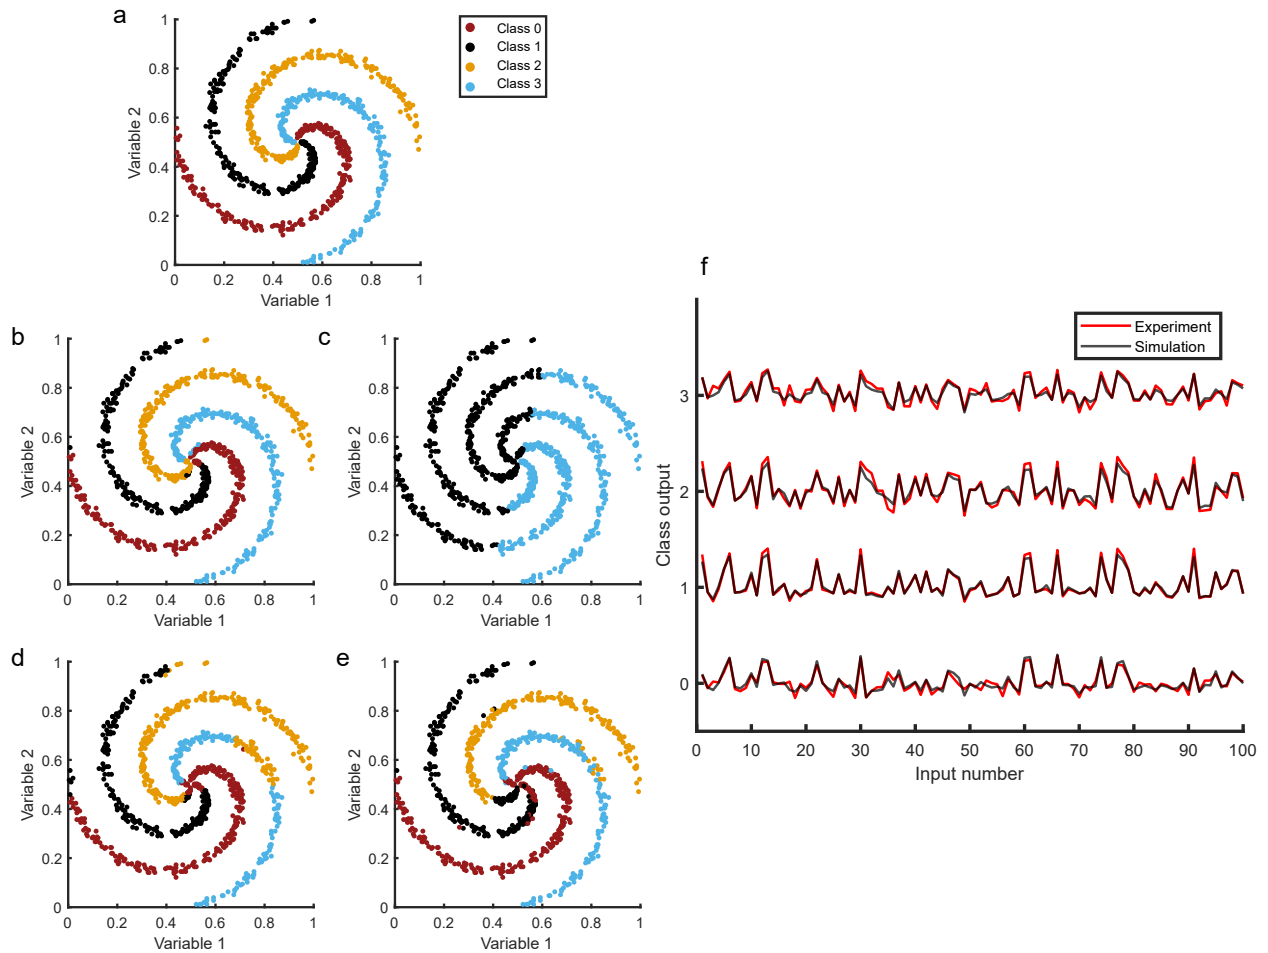 a
Class 0
Class 1
Class 2
Class 3
1
0.8
0.6
0.4
0.2
0
Variable 2
0 0.2 0.4 0.6 0.8 1
Variable 1
b
1
0.8
0.6
0.4
0.2
0
Variable 2
0 0.2 0.4 0.6 0.8 1
Variable 1
c
1
0.8
0.6
0.4
0.2
0
Variable 2
0 0.2 0.4 0.6 0.8 1
Variable 1
d
1
0.8
0.6
0.4
0.2
0
Variable 2
0 0.2 0.4 0.6 0.8 1
Variable 1
e
1
0.8
0.6
0.4
0.2
0
Variable 2
0 0.2 0.4 0.6 0.8 1
Variable 1
f
Experiment
Simulation
3
2
1
0
Class output
0 10 20 30 40 50 60 70 80 90 100
Input number